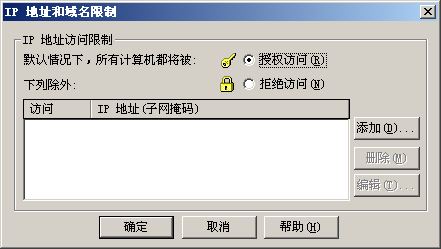 IP 地址和域名限制
IP 地址访问限制
默认情况下，所有计算机都将被: 授权访问(R)
下列除外: 拒绝访问(N)
访问 IP 地址(子网掩码)
添加(D)...
删除(M)
编辑(T)...
确定 取消 帮助(H)